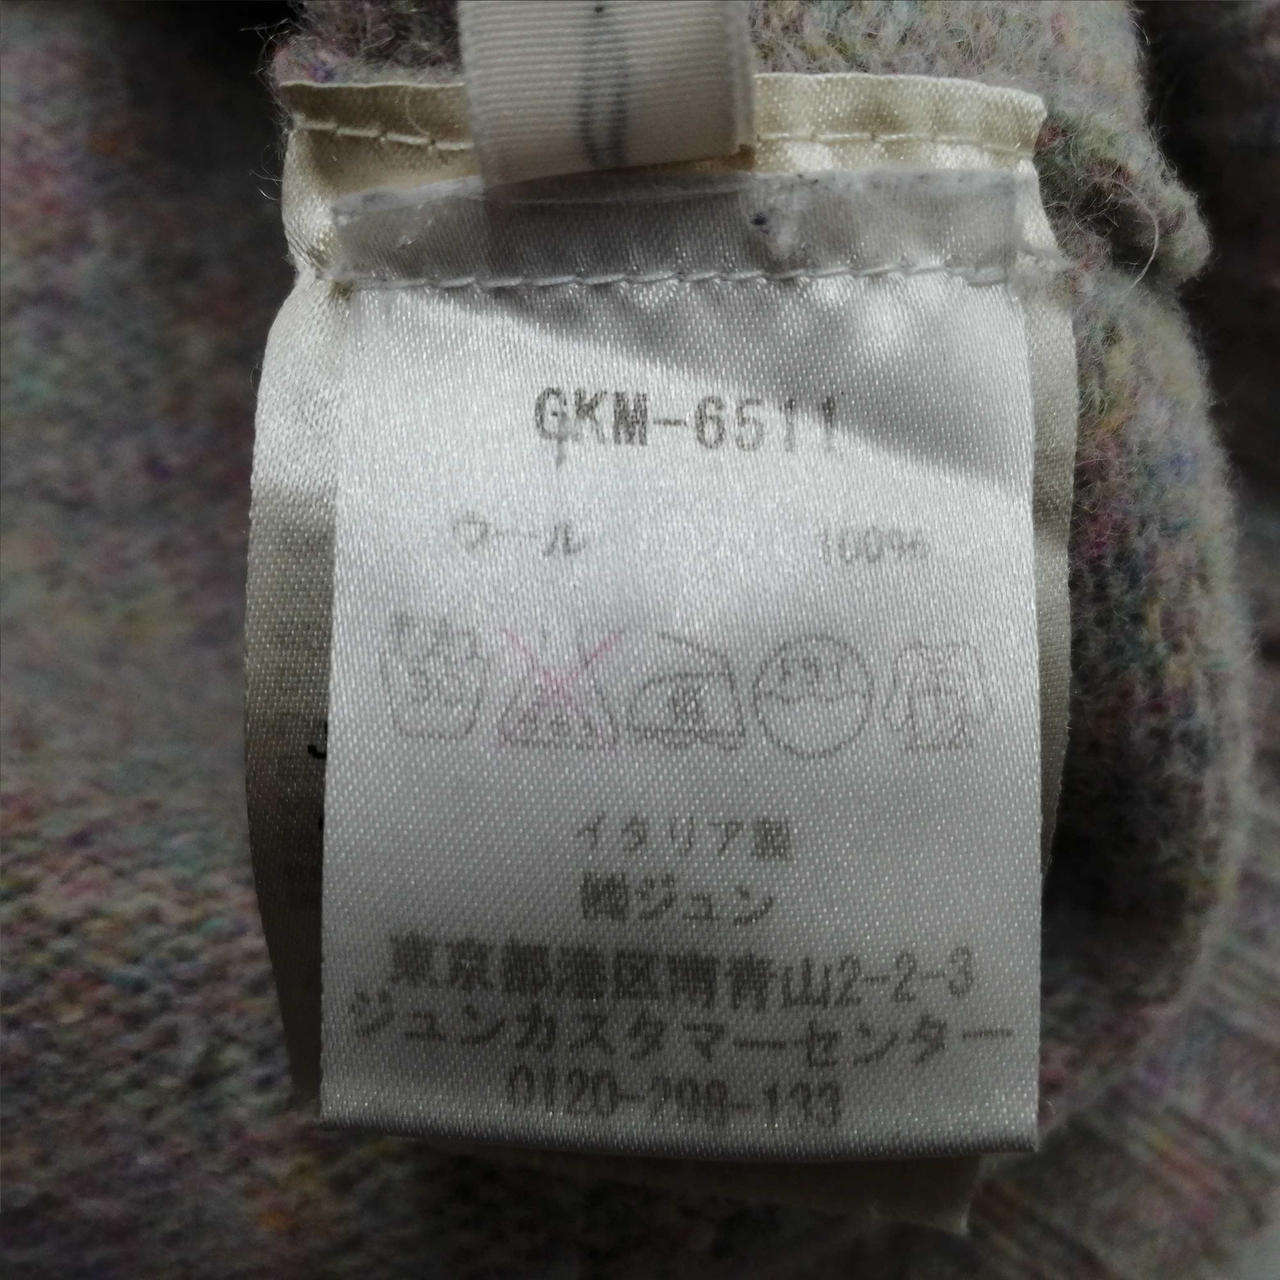 GKM-6511
ウール 100%
イタリア製
㈱ジュン
東京都港区南青山2-2-3
ジュンカスタマーセンター
0120-298-133